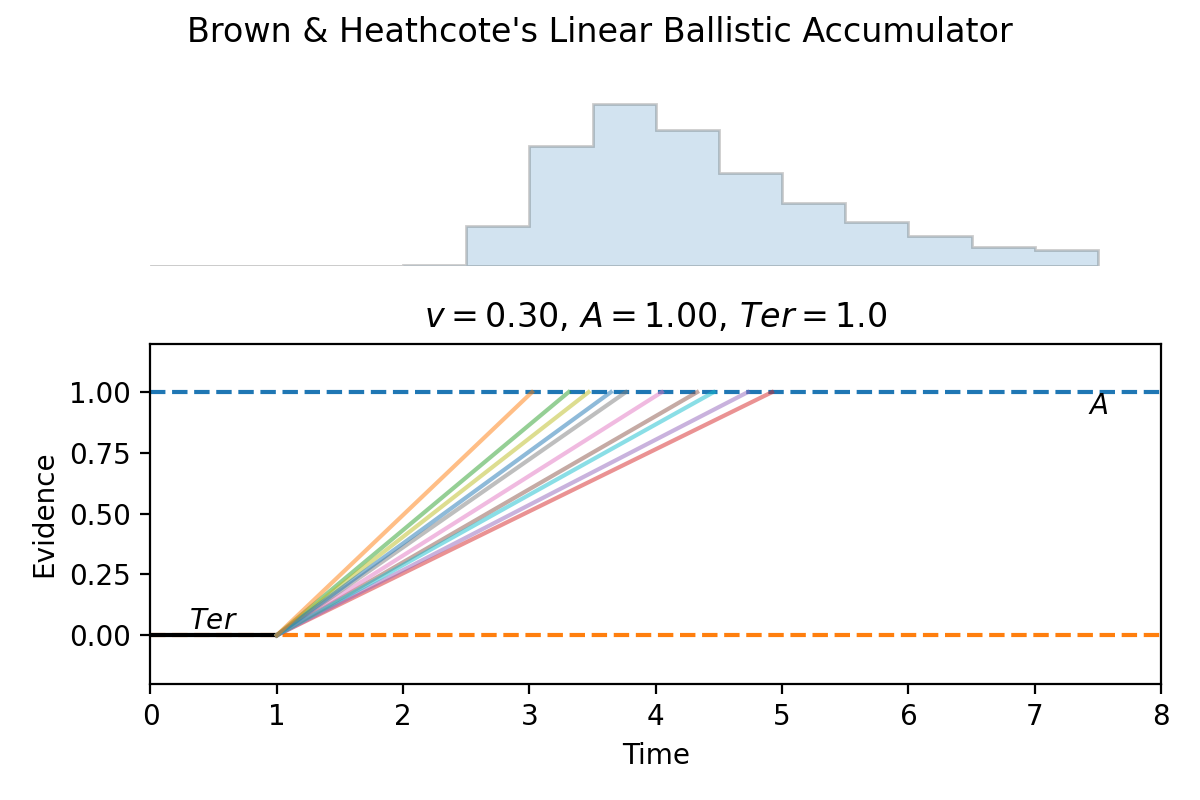 Brown & Heathcote's Linear Ballistic Accumulator
v = 0.30, A = 1.00, Ter = 1.0
1.00
A
0.75
Evidence
0.50
0.25
Ter
0.00
0 1 2 3 4 5 6 7 8
Time